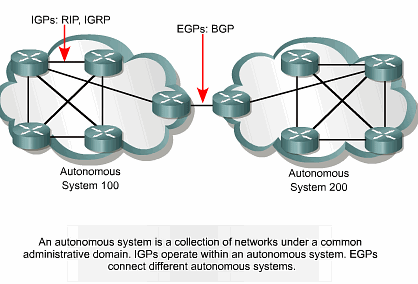 IGPs: RIP, IGRP
EGPs: BGP
Autonomous
System 100
Autonomous
System 200
An autonomous system is a collection of networks under a common
administrative domain. IGPs operate within an autonomous system. EGPs
connect different autonomous systems.